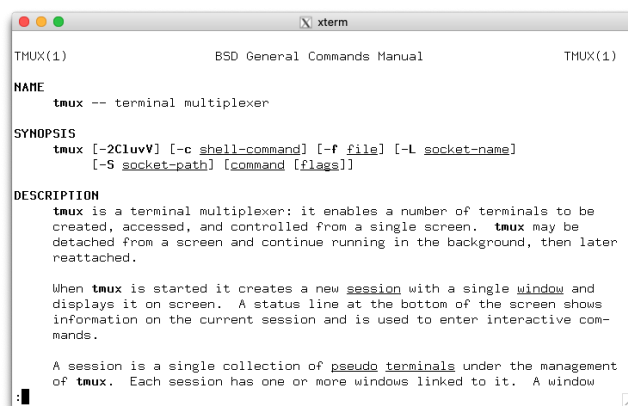 xterm
TMUX(1) BSD General Commands Manual TMUX(1)
NAME
tmux -- terminal multiplexer
SYNOPSIS
tmux [-2CluvV] [-c shell-command] [-f file] [-L socket-name]
[-S socket-path] [command [flags]]
DESCRIPTION
tmux is a terminal multiplexer: it enables a number of terminals to be
created, accessed, and controlled from a single screen. tmux may be
detached from a screen and continue running in the background, then later
reattached.
When tmux is started it creates a new session with a single window and
displays it on screen. A status line at the bottom of the screen shows
information on the current session and is used to enter interactive com-
mands.
A session is a single collection of pseudo terminals under the management
of tmux. Each session has one or more windows linked to it. A window
: